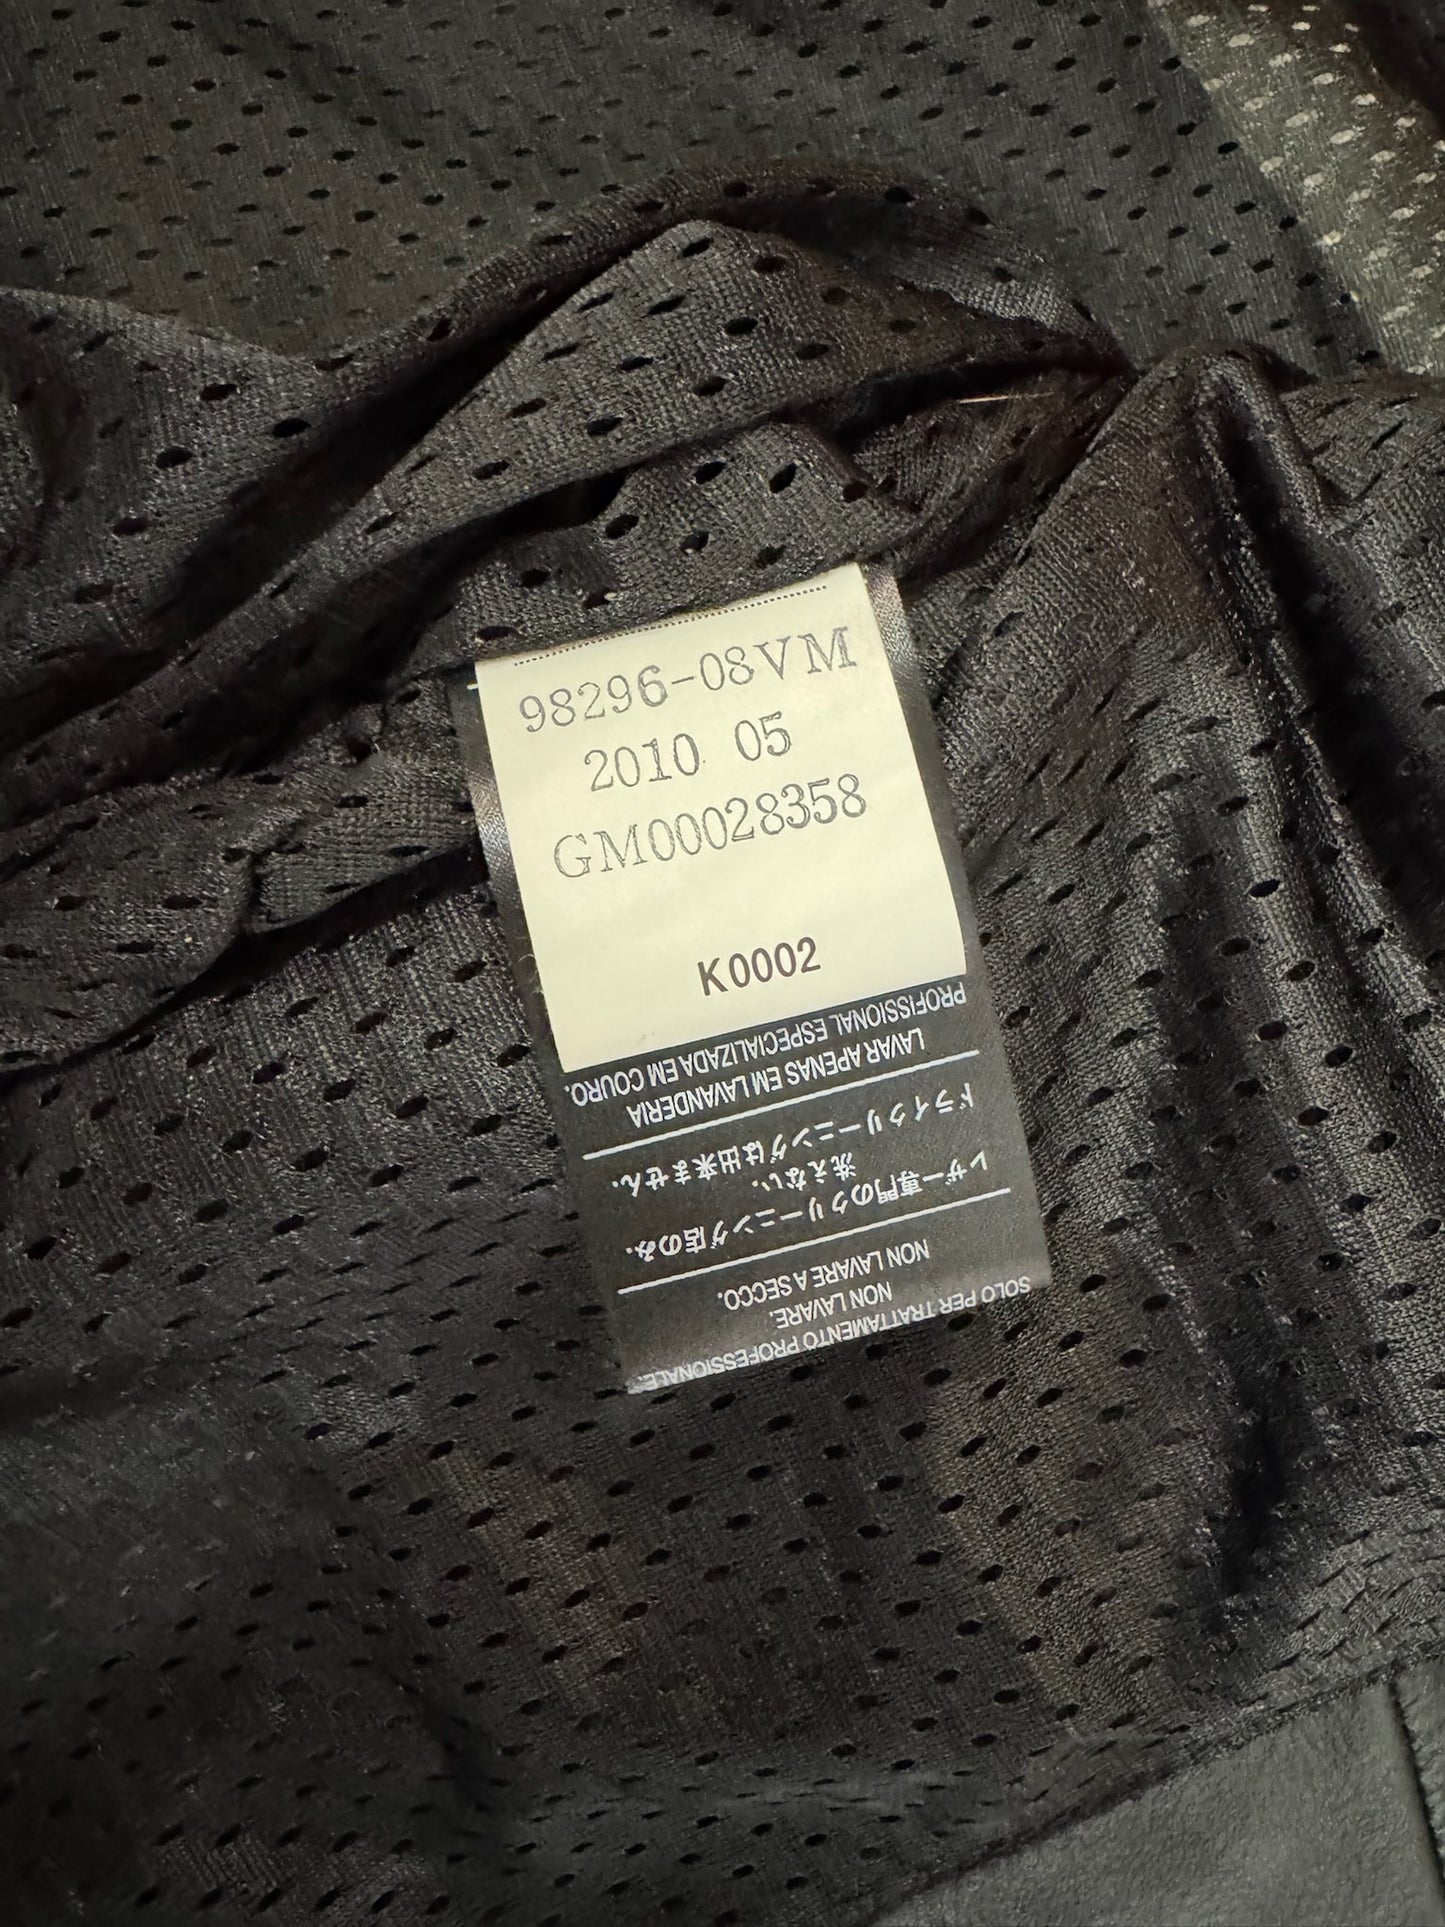 98296-08VM
2010 05
GM00028358
K0002
SOLO PER TRATTAMENTO PROFESSIONALE
NON LAVARE.
NON LAVARE A SECCO.
レザー専門のクリーニング店のみ.
洗えない.
ドライクリーニングは出来ません.
LAVAR APENAS EM LAVANDERIA
PROFISSIONAL ESPECIALIZADA EM COURO.